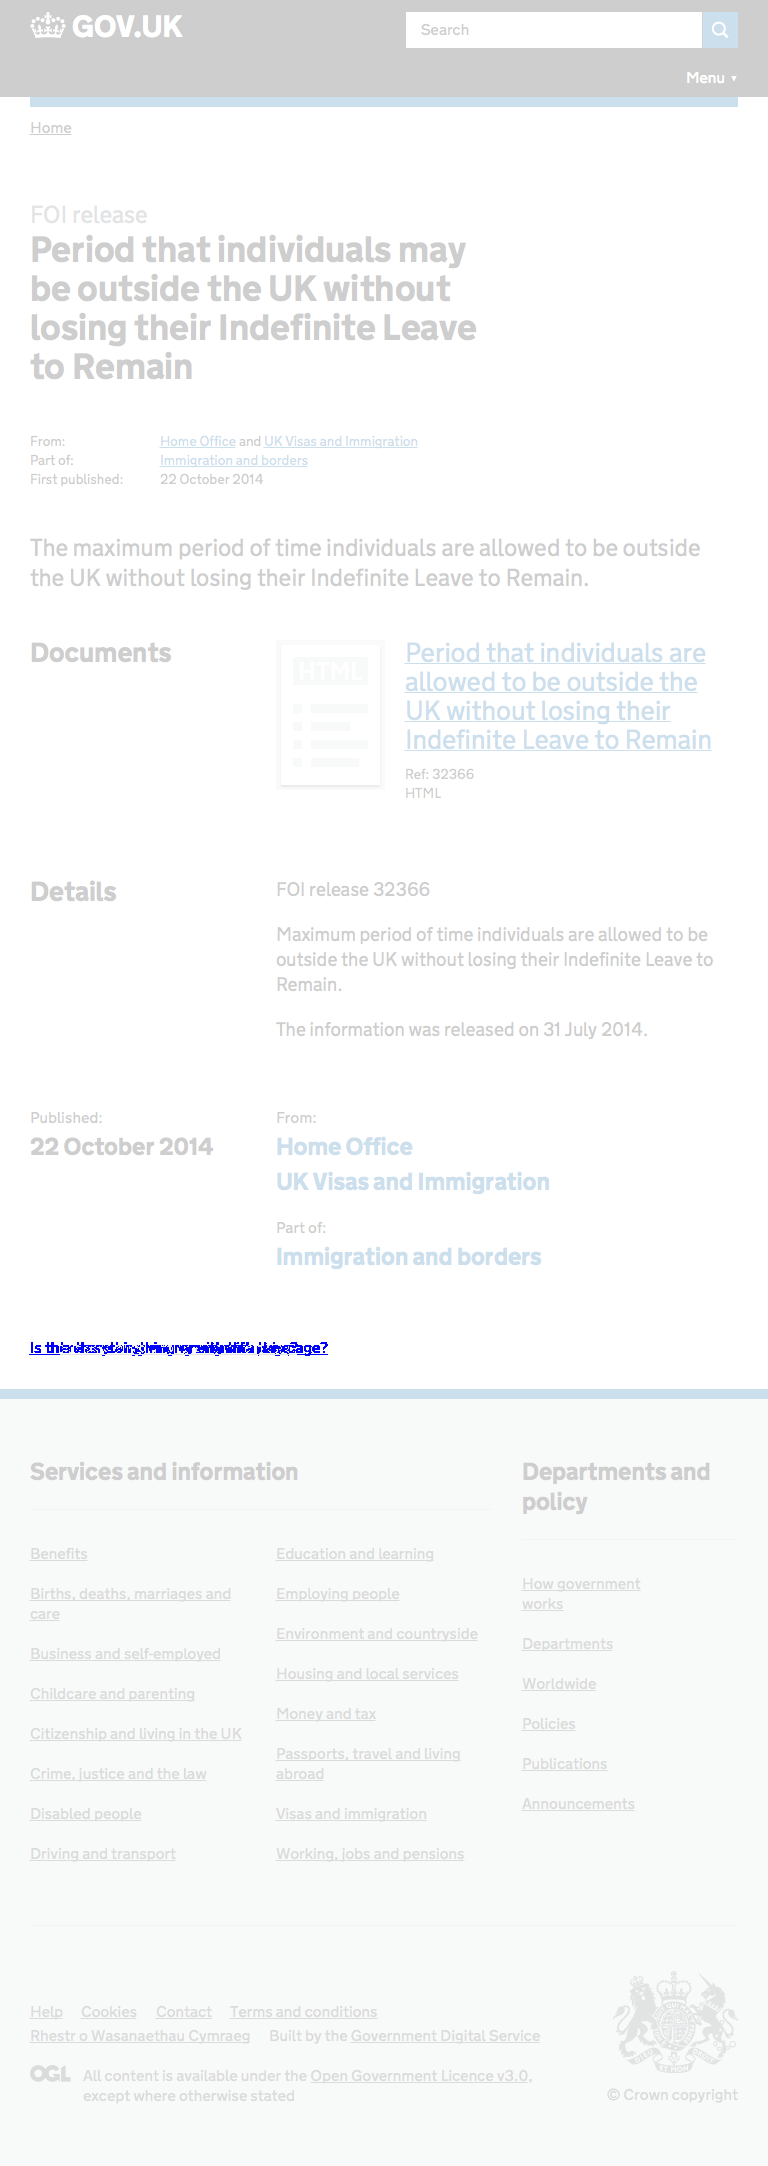 GOV.UK
Search
Menu ▼
Home
FOI release
Period that individuals may
be outside the UK without
losing their Indefinite Leave
to Remain
From: Home Office and UK Visas and Immigration
Part of: Immigration and borders
First published: 22 October 2014
The maximum period of time individuals are allowed to be outside
the UK without losing their Indefinite Leave to Remain.
Documents
HTML
Period that individuals are
allowed to be outside the
UK without losing their
Indefinite Leave to Remain
Ref: 32366
HTML
Details
FOI release 32366
Maximum period of time individuals are allowed to be
outside the UK without losing their Indefinite Leave to
Remain.
The information was released on 31 July 2014.
Published:
22 October 2014
From:
Home Office
UK Visas and Immigration
Part of:
Immigration and borders
Services and information
Benefits
Births, deaths, marriages and
care
Business and self-employed
Childcare and parenting
Citizenship and living in the UK
Crime, justice and the law
Disabled people
Driving and transport
Education and learning
Employing people
Environment and countryside
Housing and local services
Money and tax
Passports, travel and living
abroad
Visas and immigration
Working, jobs and pensions
Departments and
policy
How government
works
Departments
Worldwide
Policies
Publications
Announcements
Help Cookies Contact Terms and conditions
Rhestr o Wasanaethau Cymraeg Built by the Government Digital Service
OGL All content is available under the Open Government Licence v3.0,
except where otherwise stated
© Crown copyright